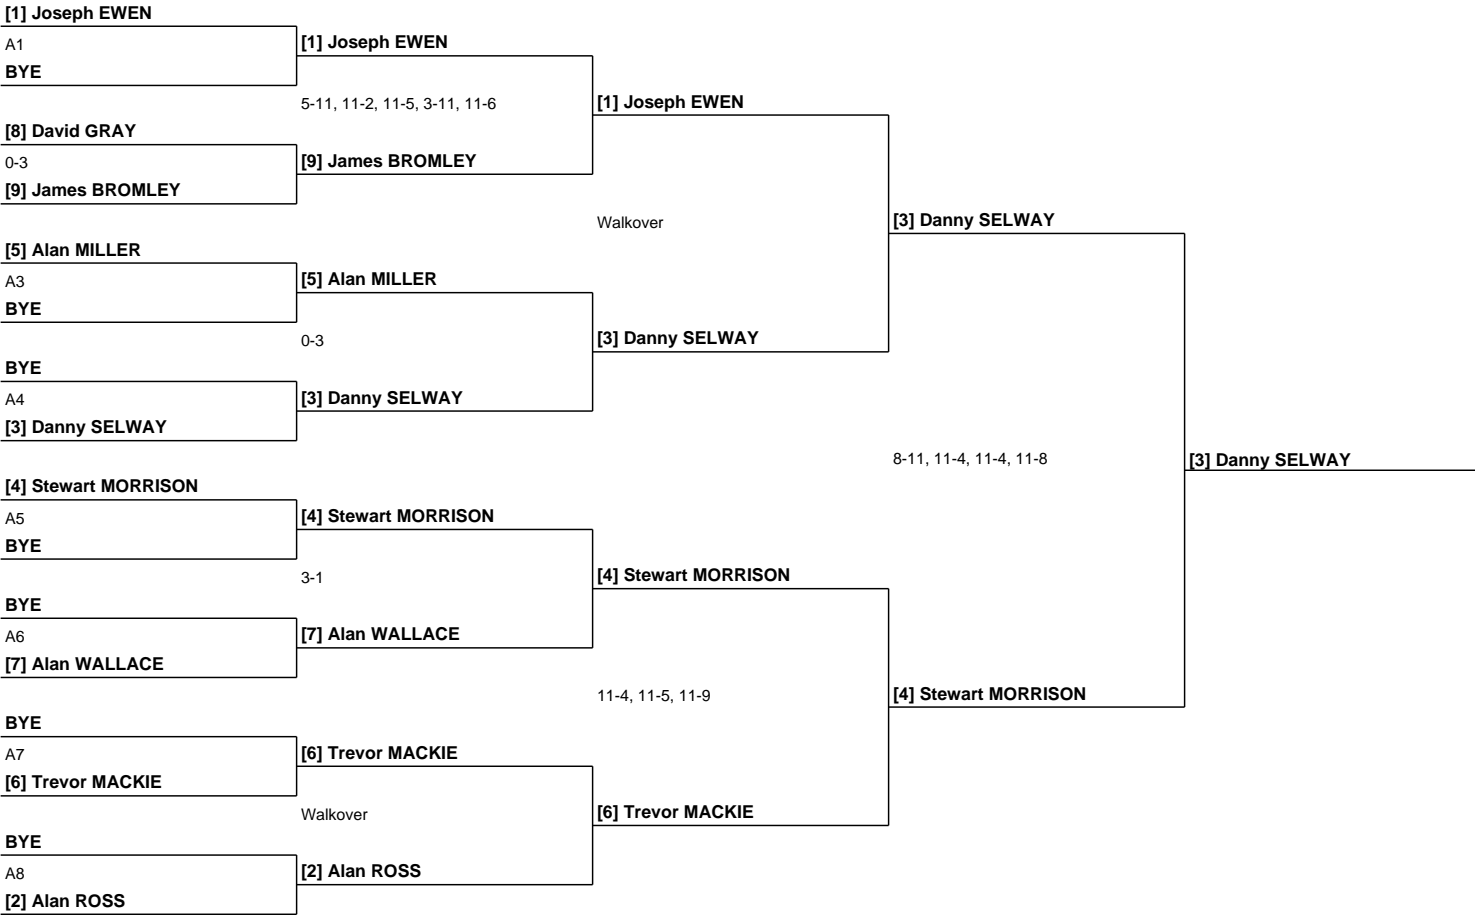 [1] Joseph EWEN
A1
BYE
[8] David GRAY
0-3
[9] James BROMLEY
[5] Alan MILLER
A3
BYE
BYE
A4
[3] Danny SELWAY
[4] Stewart MORRISON
A5
BYE
BYE
A6
[7] Alan WALLACE
BYE
A7
[6] Trevor MACKIE
BYE
A8
[2] Alan ROSS
[1] Joseph EWEN
5-11, 11-2, 11-5, 3-11, 11-6
[9] James BROMLEY
[5] Alan MILLER
0-3
[3] Danny SELWAY
[4] Stewart MORRISON
3-1
[7] Alan WALLACE
[6] Trevor MACKIE
Walkover
[2] Alan ROSS
[1] Joseph EWEN
Walkover
[3] Danny SELWAY
[4] Stewart MORRISON
11-4, 11-5, 11-9
[6] Trevor MACKIE
[3] Danny SELWAY
8-11, 11-4, 11-4, 11-8
[4] Stewart MORRISON
[3] Danny SELWAY